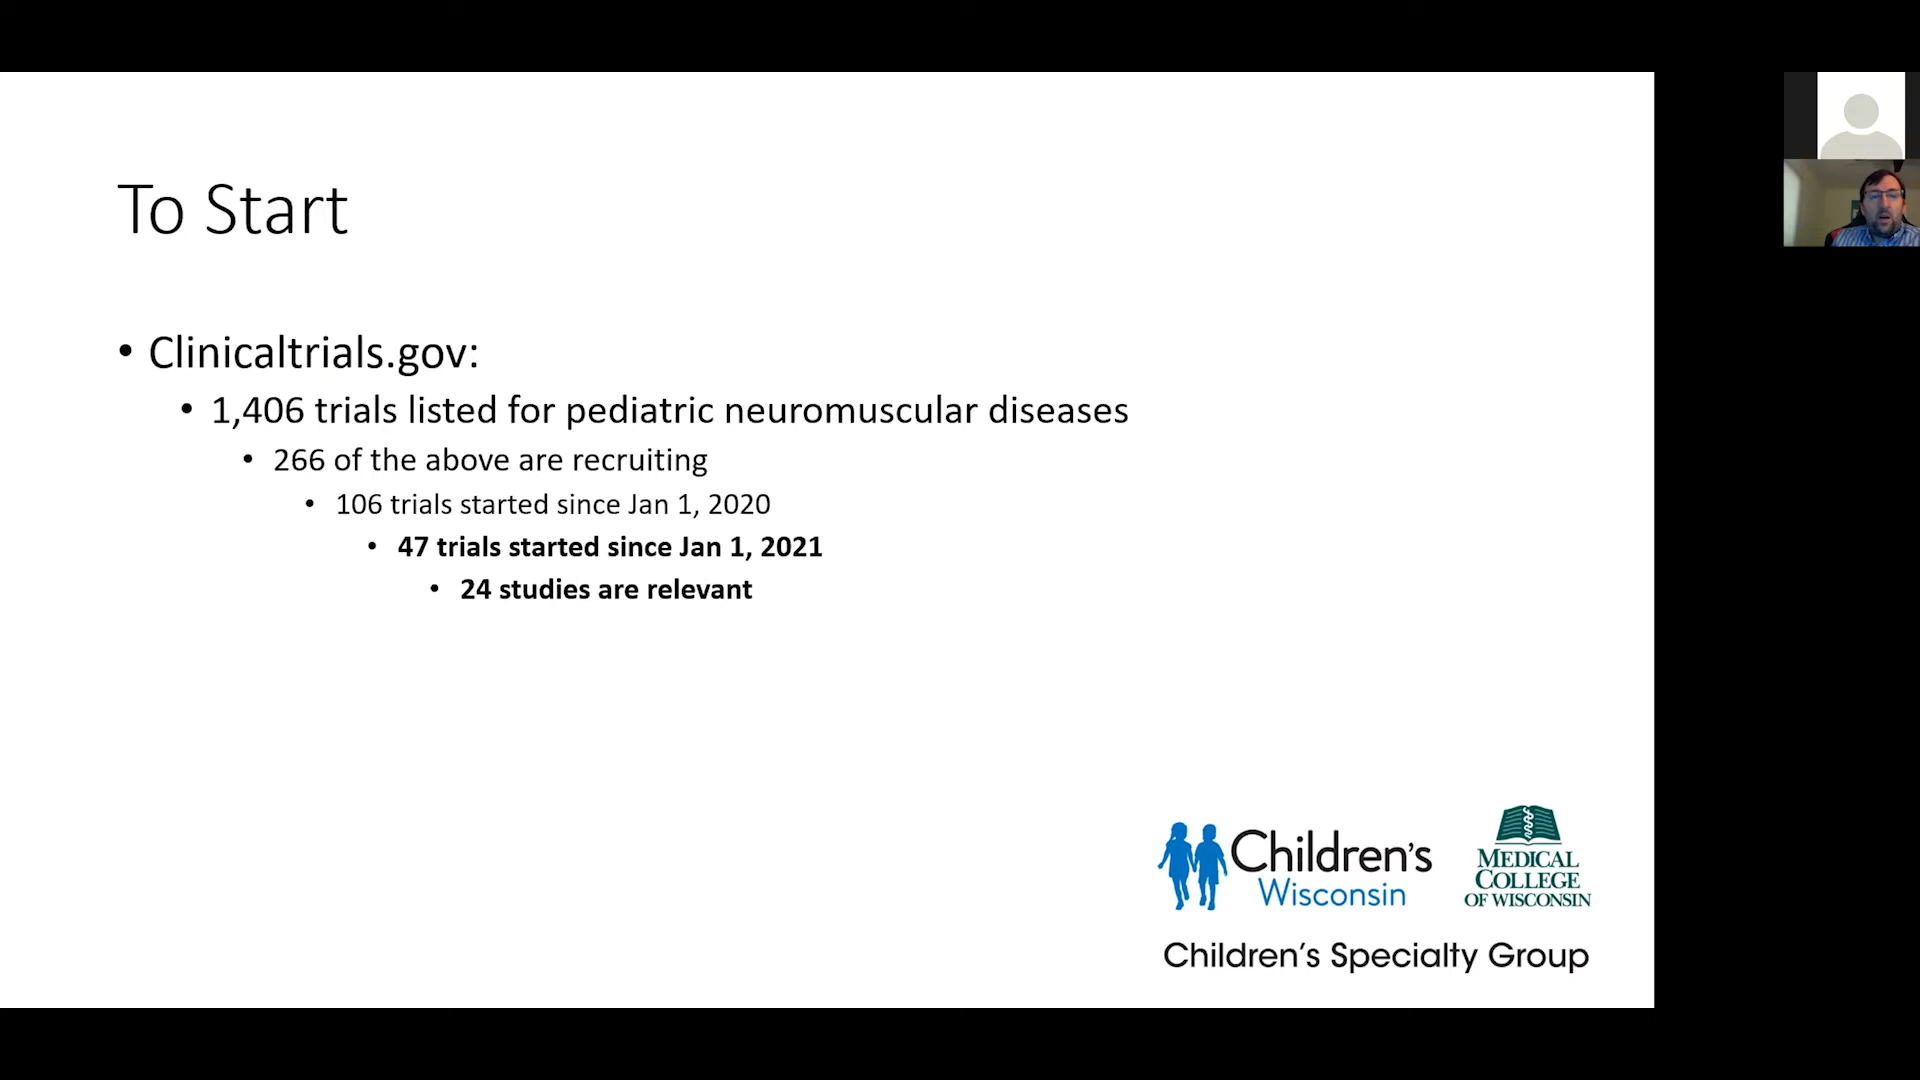 To Start
• Clinicaltrials.gov:
• 1,406 trials listed for pediatric neuromuscular diseases
• 266 of the above are recruiting
• 106 trials started since Jan 1, 2020
• 47 trials started since Jan 1, 2021
• 24 studies are relevant
Children's
Wisconsin
MEDICAL
COLLEGE
OF WISCONSIN
Children's Specialty Group